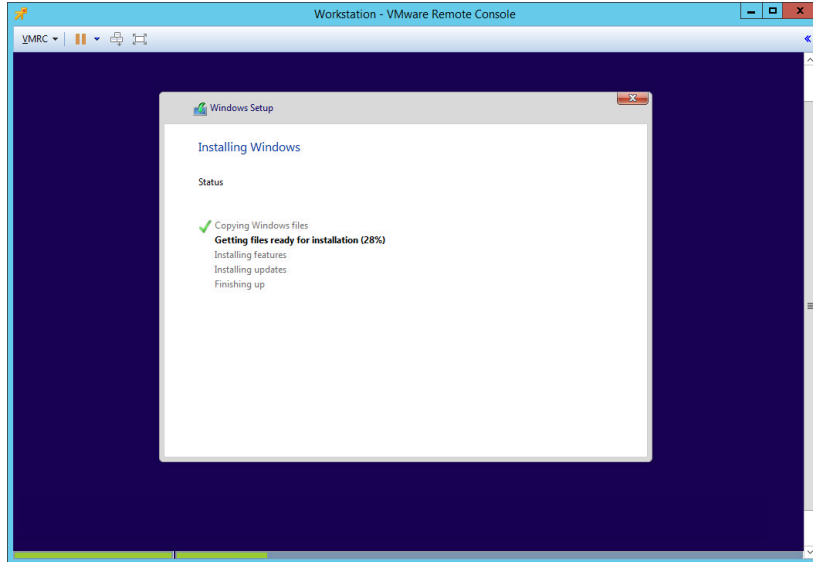 Workstation - VMware Remote Console
VMRC
Windows Setup
Installing Windows
Status
Copying Windows files
Getting files ready for installation (28%)
Installing features
Installing updates
Finishing up